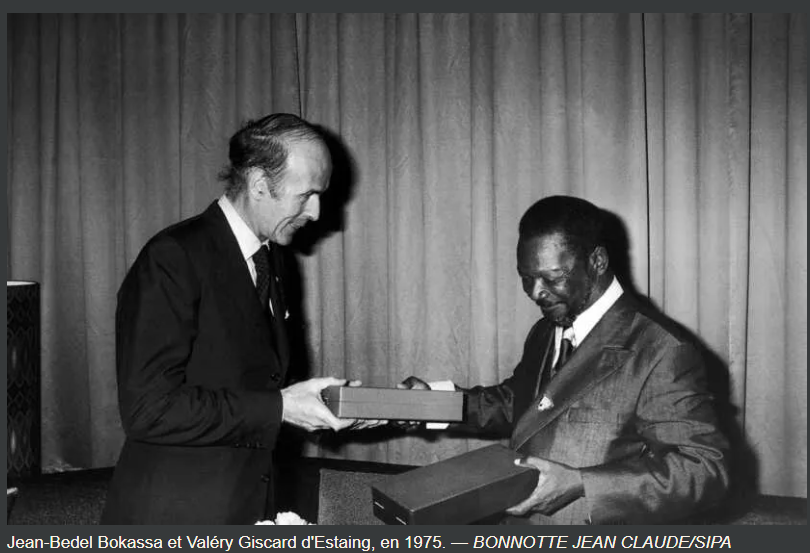 Jean-Bedel Bokassa et Valéry Giscard d'Estaing, en 1975. — BONNOTTE JEAN CLAUDE/SIPA